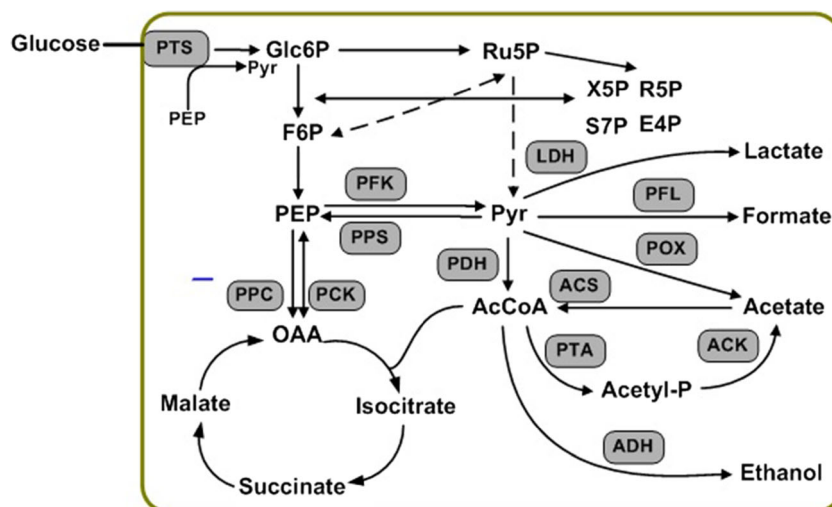 Glucose
PTS
Glc6P
Ru5P
Pyr
PEP
X5P R5P
S7P E4P
F6P
LDH
Lactate
PFK
PFL
PEP
Pyr
Formate
PPS
POX
PDH
PPC
PCK
ACS
AcCoA
Acetate
OAA
PTA
ACK
Acetyl-P
Malate
Isocitrate
ADH
Ethanol
Succinate